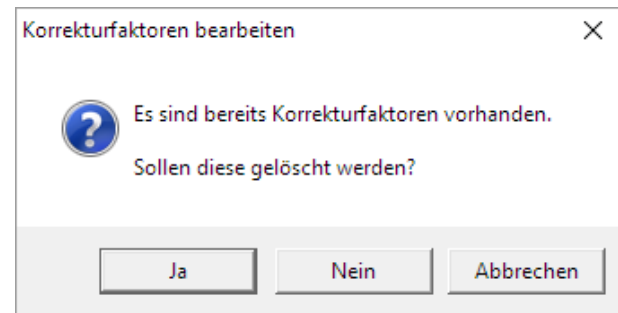 Korrekturfaktoren bearbeiten
Es sind bereits Korrekturfaktoren vorhanden.
Sollen diese gelöscht werden?
Ja Nein Abbrechen